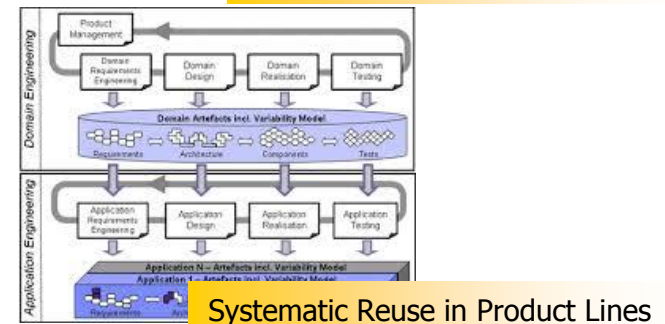 Domain Engineering
Product
Management
Domain
Requirements
Engineering
Domain
Design
Domain
Realisation
Domain
Testing
Domain Artefacts incl. Variability Model
Requirements
Architecture
Components
Tests
Application Engineering
Application
Requirements
Engineering
Application
Design
Application
Realisation
Application
Testing
Application N – Artefacts incl. Variability Model
Application 1 – Artefacts incl. Variability Model
Requirements
Systematic Reuse in Product Lines